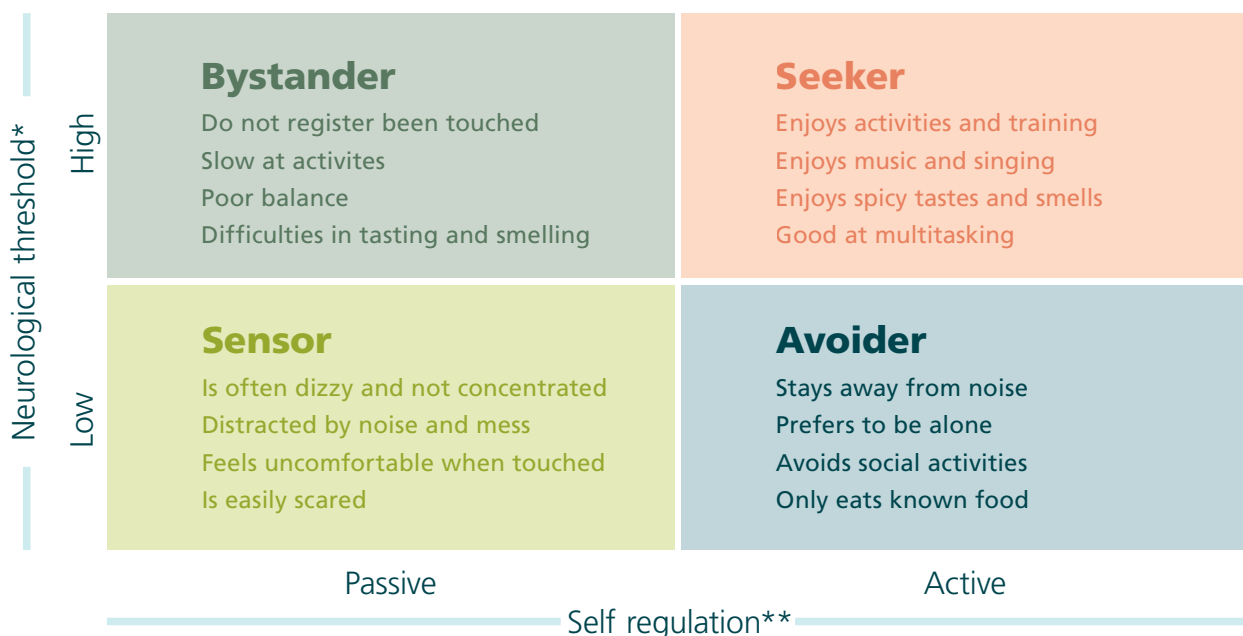 Neurological threshold*
High
Bystander
Do not register been touched
Slow at activites
Poor balance
Difficulties in tasting and smelling
Seeker
Enjoys activities and training
Enjoys music and singing
Enjoys spicy tastes and smells
Good at multitasking
Low
Sensor
Is often dizzy and not concentrated
Distracted by noise and mess
Feels uncomfortable when touched
Is easily scared
Avoider
Stays away from noise
Prefers to be alone
Avoids social activities
Only eats known food
Passive
Active
Self regulation**